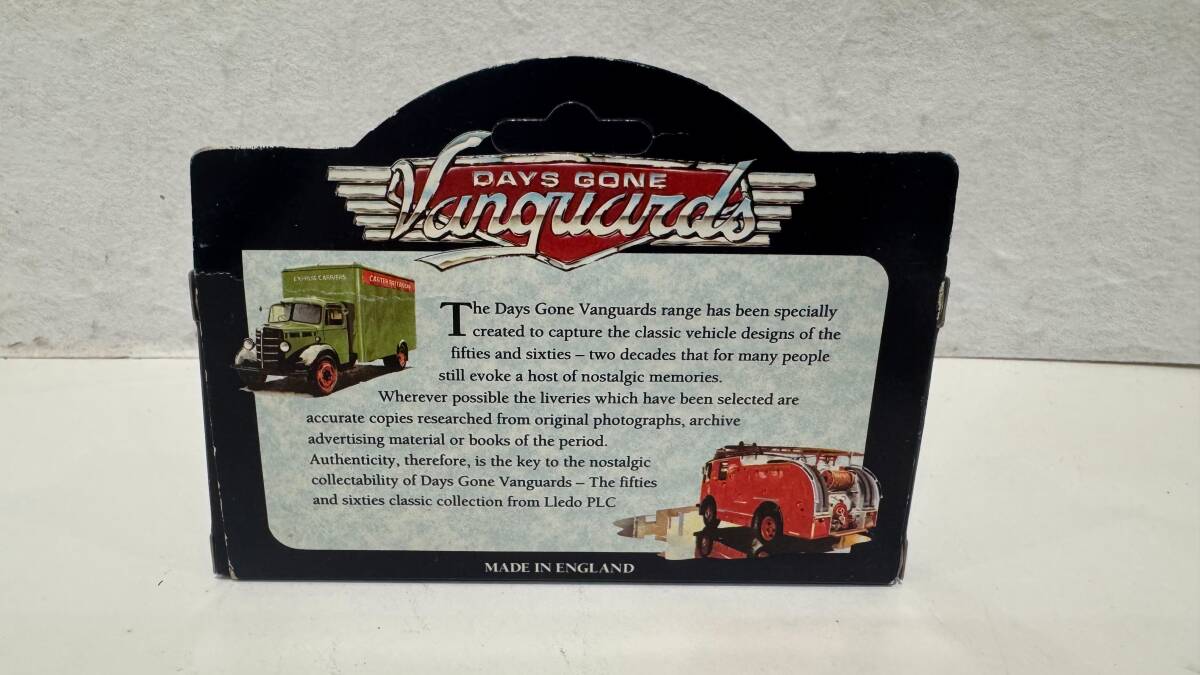 DAYS GONE
Vanguards
EXPRESS CARRIERS
CARTER PATERSON
The Days Gone Vanguards range has been specially
created to capture the classic vehicle designs of the
fifties and sixties – two decades that for many people
still evoke a host of nostalgic memories.
Wherever possible the liveries which have been selected are
accurate copies researched from original photographs, archive
advertising material or books of the period.
Authenticity, therefore, is the key to the nostalgic
collectability of Days Gone Vanguards – The fifties
and sixties classic collection from Lledo PLC
MADE IN ENGLAND